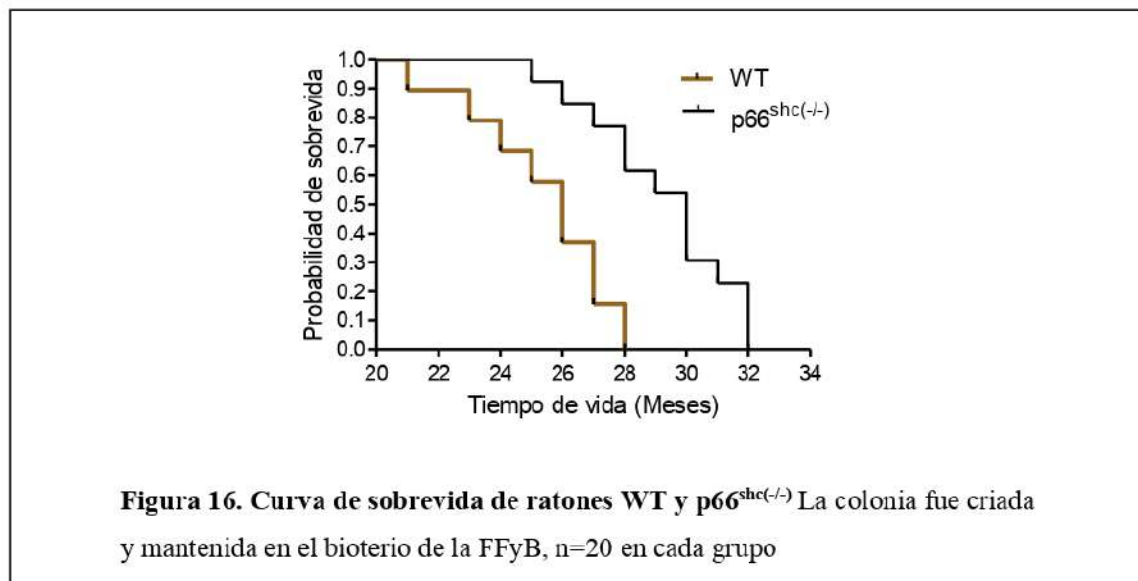 1.0
0.9
0.8
0.7
0.6
0.5
0.4
0.3
0.2
0.1
0.0
Probabilidad de sobrevida
WT
p66shc(-/-)
20 22 24 26 28 30 32 34
Tiempo de vida (Meses)
Figura 16. Curva de sobrevida de ratones WT y p66shc(-/-) La colonia fue criada
y mantenida en el bioterio de la FFyB, n=20 en cada grupo